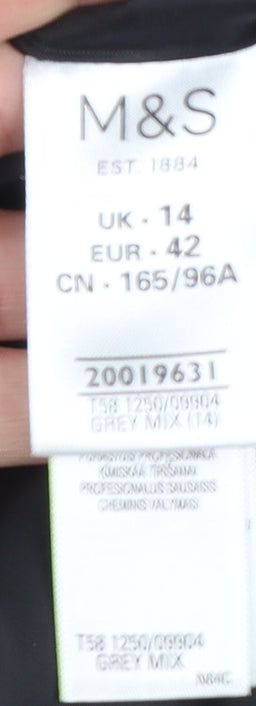 M&S
EST. 1884
UK - 14
EUR - 42
CN - 165/96A
20019631
T58 1250/09904
GREY MIX (14)
PROFESIONALUS SAUSASIS
CHEMINIS VALYMAS
T58 1250/09904
GREY MIX